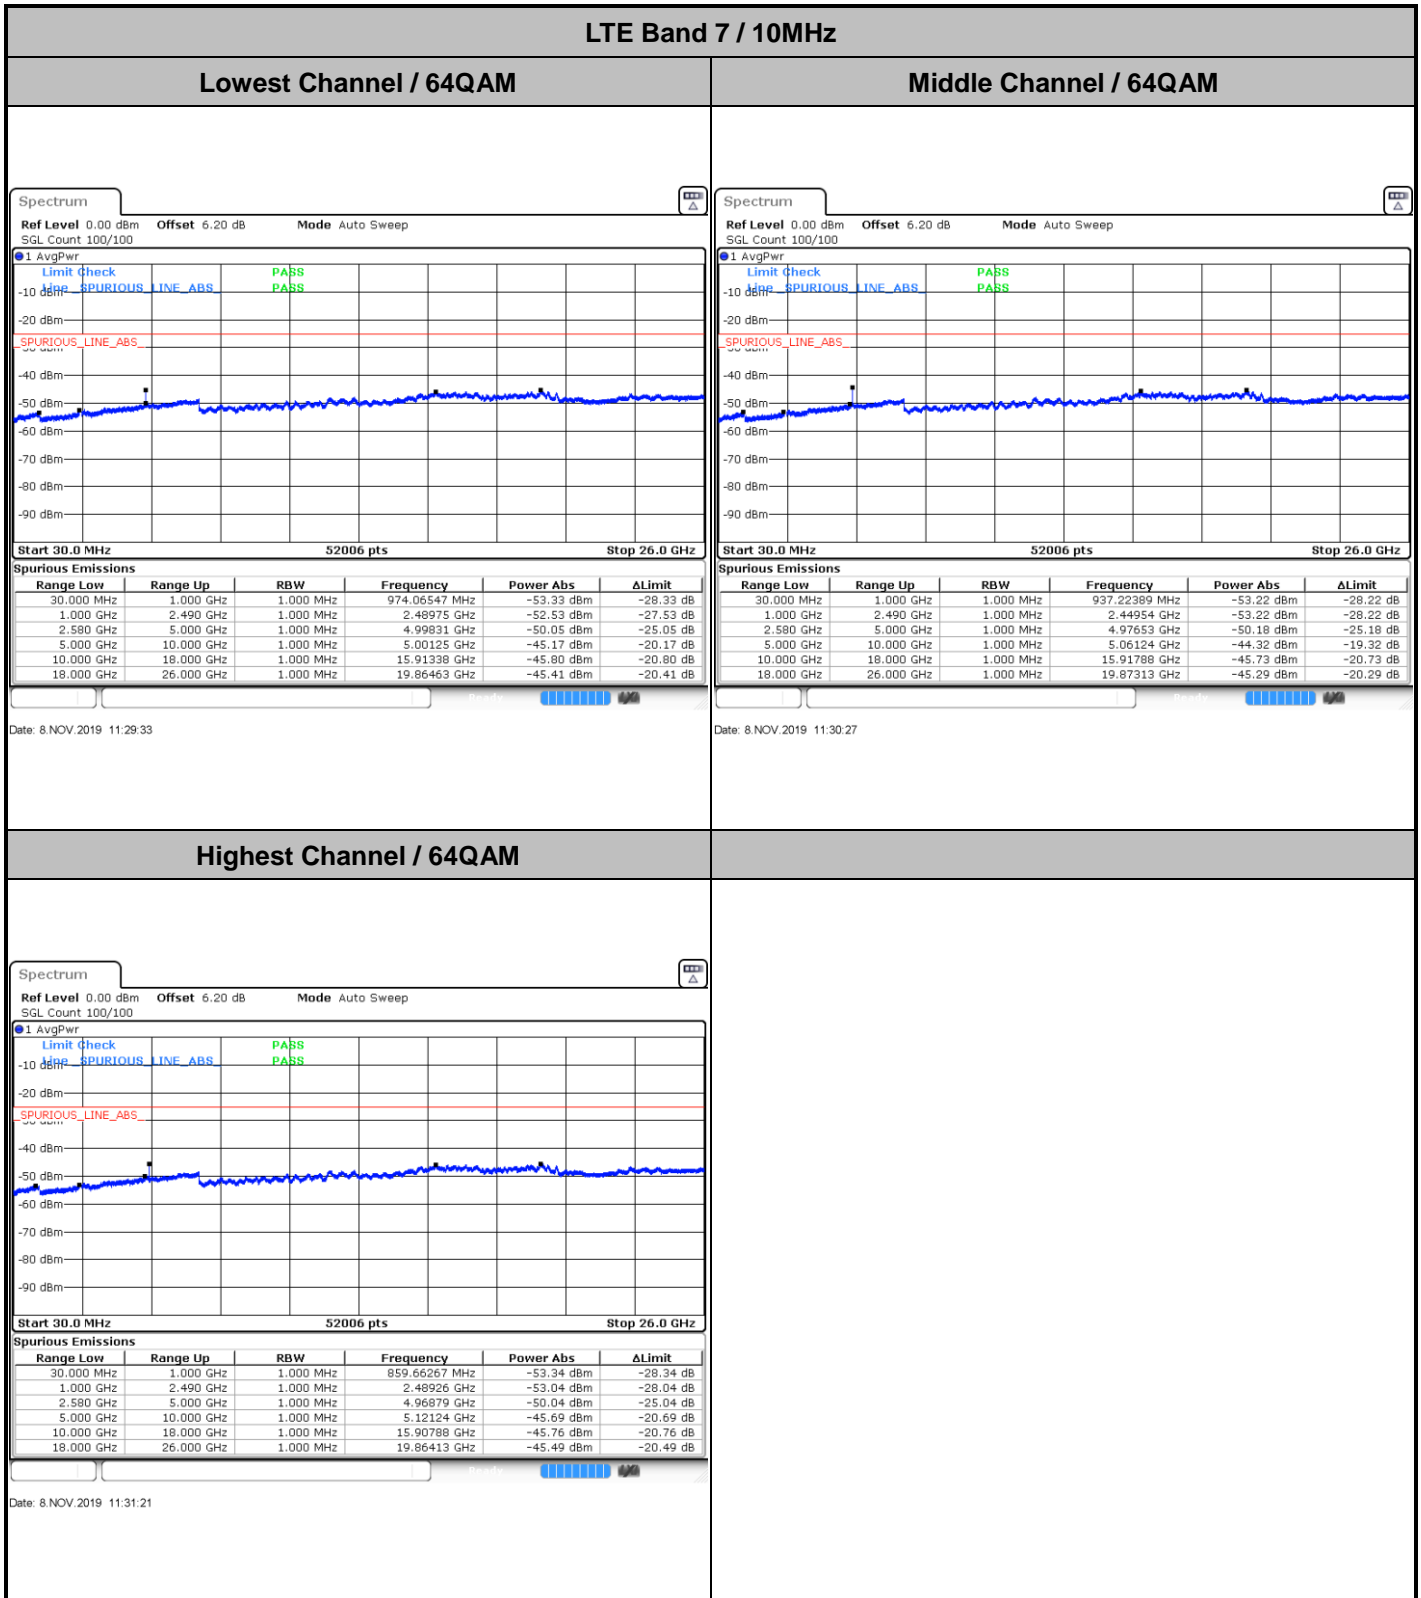 LTE Band 7 / 10MHz
Lowest Channel / 64QAM
Middle Channel / 64QAM
Spectrum
Ref Level 0.00 dBm Offset 6.20 dB Mode Auto Sweep
SGL Count 100/100
1 AvgPwr
Limit Check PASS
Line _SPURIOUS_LINE_ABS_ PASS
-10 dBm
-20 dBm
_SPURIOUS_LINE_ABS_
-30 dBm
-40 dBm
-50 dBm
-60 dBm
-70 dBm
-80 dBm
-90 dBm
Start 30.0 MHz 52006 pts Stop 26.0 GHz
Spurious Emissions
Range Low Range Up RBW Frequency Power Abs ΔLimit
30.000 MHz 1.000 GHz 1.000 MHz 974.06547 MHz -53.33 dBm -28.33 dB
1.000 GHz 2.490 GHz 1.000 MHz 2.48975 GHz -52.53 dBm -27.53 dB
2.580 GHz 5.000 GHz 1.000 MHz 4.99831 GHz -50.05 dBm -25.05 dB
5.000 GHz 10.000 GHz 1.000 MHz 5.00125 GHz -45.17 dBm -20.17 dB
10.000 GHz 18.000 GHz 1.000 MHz 15.91338 GHz -45.80 dBm -20.80 dB
18.000 GHz 26.000 GHz 1.000 MHz 19.86463 GHz -45.41 dBm -20.41 dB
Ready
Date: 8.NOV.2019 11:29:33
Spectrum
Ref Level 0.00 dBm Offset 6.20 dB Mode Auto Sweep
SGL Count 100/100
1 AvgPwr
Limit Check PASS
Line _SPURIOUS_LINE_ABS_ PASS
-10 dBm
-20 dBm
_SPURIOUS_LINE_ABS_
-30 dBm
-40 dBm
-50 dBm
-60 dBm
-70 dBm
-80 dBm
-90 dBm
Start 30.0 MHz 52006 pts Stop 26.0 GHz
Spurious Emissions
Range Low Range Up RBW Frequency Power Abs ΔLimit
30.000 MHz 1.000 GHz 1.000 MHz 937.22389 MHz -53.22 dBm -28.22 dB
1.000 GHz 2.490 GHz 1.000 MHz 2.44954 GHz -53.22 dBm -28.22 dB
2.580 GHz 5.000 GHz 1.000 MHz 4.97653 GHz -50.18 dBm -25.18 dB
5.000 GHz 10.000 GHz 1.000 MHz 5.06124 GHz -44.32 dBm -19.32 dB
10.000 GHz 18.000 GHz 1.000 MHz 15.91788 GHz -45.73 dBm -20.73 dB
18.000 GHz 26.000 GHz 1.000 MHz 19.87313 GHz -45.29 dBm -20.29 dB
Ready
Date: 8.NOV.2019 11:30:27
Highest Channel / 64QAM
Spectrum
Ref Level 0.00 dBm Offset 6.20 dB Mode Auto Sweep
SGL Count 100/100
1 AvgPwr
Limit Check PASS
Line _SPURIOUS_LINE_ABS_ PASS
-10 dBm
-20 dBm
_SPURIOUS_LINE_ABS_
-30 dBm
-40 dBm
-50 dBm
-60 dBm
-70 dBm
-80 dBm
-90 dBm
Start 30.0 MHz 52006 pts Stop 26.0 GHz
Spurious Emissions
Range Low Range Up RBW Frequency Power Abs ΔLimit
30.000 MHz 1.000 GHz 1.000 MHz 859.66267 MHz -53.34 dBm -28.34 dB
1.000 GHz 2.490 GHz 1.000 MHz 2.48926 GHz -53.04 dBm -28.04 dB
2.580 GHz 5.000 GHz 1.000 MHz 4.96879 GHz -50.04 dBm -25.04 dB
5.000 GHz 10.000 GHz 1.000 MHz 5.12124 GHz -45.69 dBm -20.69 dB
10.000 GHz 18.000 GHz 1.000 MHz 15.90788 GHz -45.76 dBm -20.76 dB
18.000 GHz 26.000 GHz 1.000 MHz 19.86413 GHz -45.49 dBm -20.49 dB
Ready
Date: 8.NOV.2019 11:31:21